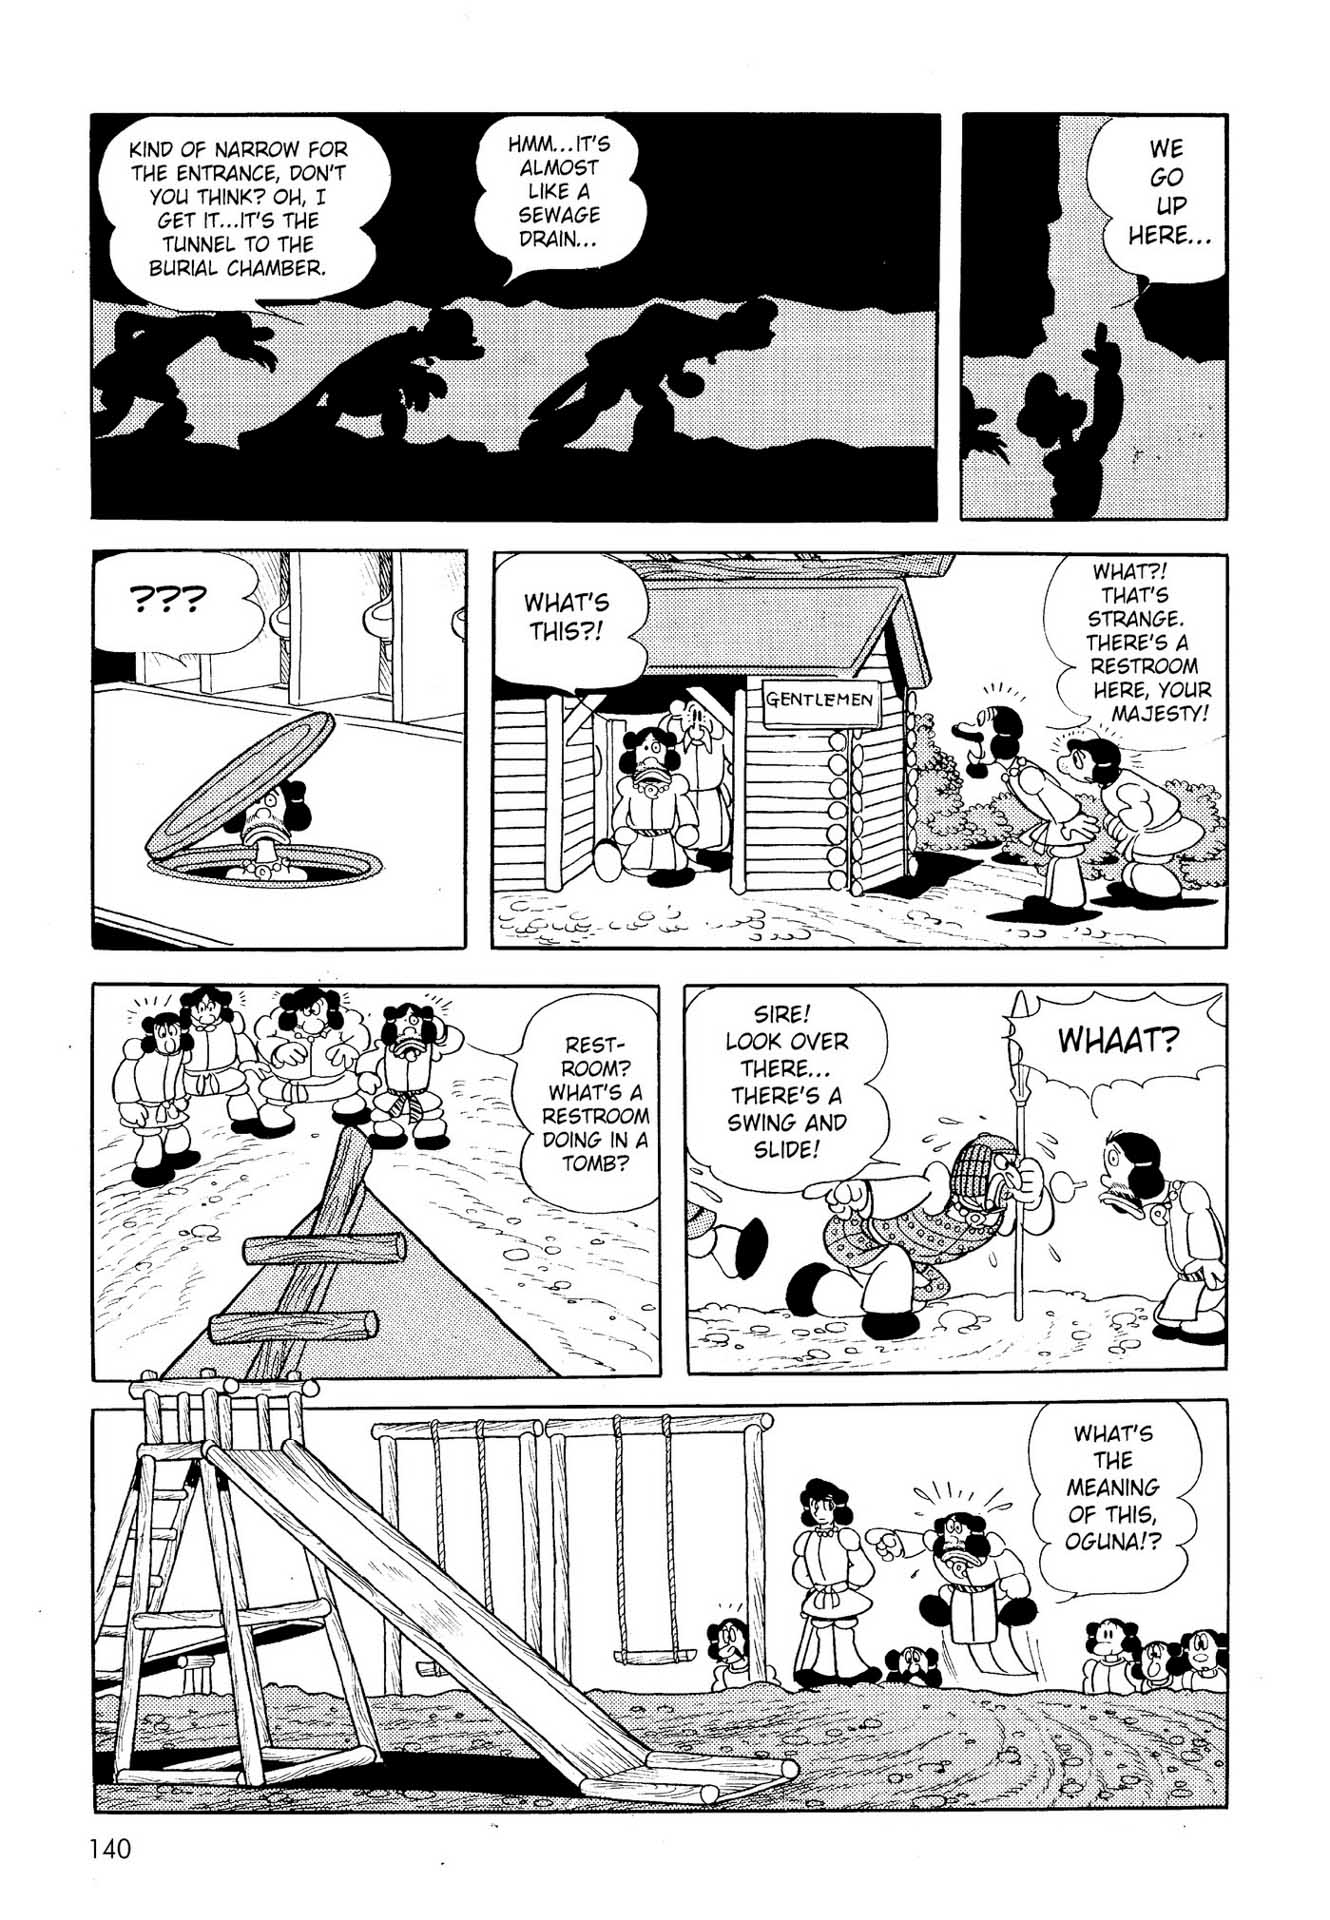 KIND OF NARROW FOR
THE ENTRANCE, DON'T
YOU THINK? OH, I
GET IT...IT'S THE
TUNNEL TO THE
BURIAL CHAMBER.
HMM...IT'S
ALMOST
LIKE A
SEWAGE
DRAIN...
WE
GO
UP
HERE...
???
WHAT'S
THIS?!
GENTLEMEN
WHAT?!
THAT'S
STRANGE.
THERE'S A
RESTROOM
HERE, YOUR
MAJESTY!
REST-
ROOM?
WHAT'S A
RESTROOM
DOING IN A
TOMB?
SIRE!
LOOK OVER
THERE...
THERE'S A
SWING AND
SLIDE!
WHAAT?
WHAT'S
THE
MEANING
OF THIS,
OGUNA!?
140